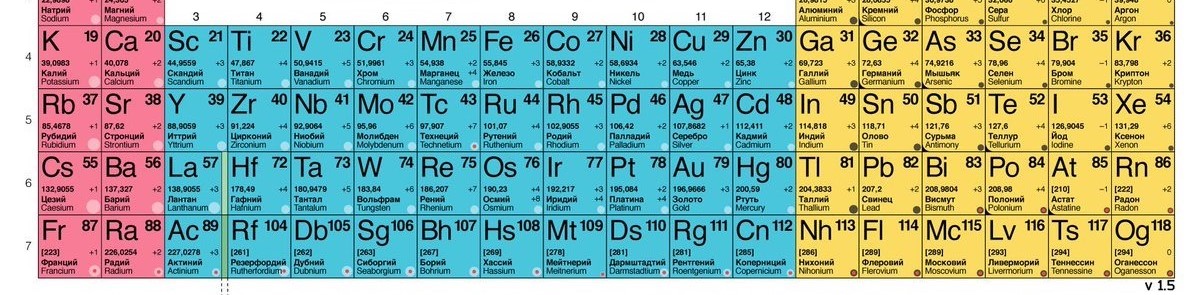 Натрий Магний Алюминий Кремний Фосфор Сера Хлор Аргон
Sodium Magnesium 3 4 5 6 7 8 9 10 11 12 Aluminium Silicon Phosphorus Sulfur Chlorine Argon
4 K 19 Ca 20 Sc 21 Ti 22 V 23 Cr 24 Mn 25 Fe 26 Co 27 Ni 28 Cu 29 Zn 30 Ga 31 Ge 32 As 33 Se 34 Br 35 Kr 36
39,0983 +1 40,078 +2 44,9559 +3 47,867 +4 50,9415 +5 51,9961 +3 54,938 +2 55,845 +3 58,9332 +2 58,6934 +2 63,546 +2 65,38 +2 69,723 +3 72,63 +4 74,9216 +3 78,96 +4 79,904 −1 83,798 +2
Калий Кальций Скандий Титан Ванадий Хром Марганец Железо Кобальт Никель Медь Цинк Галлий Германий Мышьяк Селен Бром Криптон
Potassium Calcium Scandium Titanium Vanadium Chromium Manganese Iron Cobalt Nickel Copper Zinc Gallium Germanium Arsenic Selenium Bromine Krypton
5 Rb 37 Sr 38 Y 39 Zr 40 Nb 41 Mo 42 Tc 43 Ru 44 Rh 45 Pd 46 Ag 47 Cd 48 In 49 Sn 50 Sb 51 Te 52 I 53 Xe 54
85,4678 +1 87,62 +2 88,9059 +3 91,224 +4 92,9064 +5 95,96 +6 97,907 +7 101,07 +4 102,9055 +3 106,42 +2 107,8682 +1 112,411 +2 114,818 +3 118,71 +4 121,76 +3 127,6 +4 126,9045 −1 131,29 +6
Рубидий Стронций Иттрий Цирконий Ниобий Молибден Технеций Рутений Родий Палладий Серебро Кадмий Индий Олово Сурьма Теллур Йод Ксенон
Rubidium Strontium Yttrium Zirconium Niobium Molybdenum Technetium Ruthenium Rhodium Palladium Silver Cadmium Indium Tin Antimony Tellurium Iodine Xenon
6 Cs 55 Ba 56 La 57 Hf 72 Ta 73 W 74 Re 75 Os 76 Ir 77 Pt 78 Au 79 Hg 80 Tl 81 Pb 82 Bi 83 Po 84 At 85 Rn 86
132,9055 +1 137,327 +2 138,9055 +3 178,49 +4 180,9479 +5 183,84 +6 186,207 +7 190,23 +4 192,217 +3 195,084 +2 196,9666 +3 200,59 +2 204,3833 +1 207,2 +2 208,9804 +3 208,98 +4 [210] −1 [222] +2
Цезий Барий Лантан Гафний Тантал Вольфрам Рений Осмий Иридий Платина Золото Ртуть Таллий Свинец Висмут Полоний Астат Радон
Caesium Barium Lanthanum Hafnium Tantalum Tungsten Rhenium Osmium Iridium Platinum Gold Mercury Thallium Lead Bismuth Polonium Astatine Radon
7 Fr 87 Ra 88 Ac 89 Rf 104 Db 105 Sg 106 Bh 107 Hs 108 Mt 109 Ds 110 Rg 111 Cn 112 Nh 113 Fl 114 Mc 115 Lv 116 Ts 117 Og 118
[223] +1 226,0254 +2 227,0278 +3 [261] [262] [263] [267] [269] [278] [281] [281] [285] [286] [289] [289] [293] [294] [294] 0
Франций Радий Актиний Резерфордий Дубний Сиборгий Борий Хассий Мейтнерий Дармштадтий Рентгений Коперниций Нихоний Флеровий Московий Ливерморий Теннессин Оганессон
Francium Radium Actinium Rutherfordium Dubnium Seaborgium Bohrium Hassium Meitnerium Darmstadtium Roentgenium Copernicium Nihonium Flerovium Moscovium Livermorium Tennessine Oganesson
v 1.5